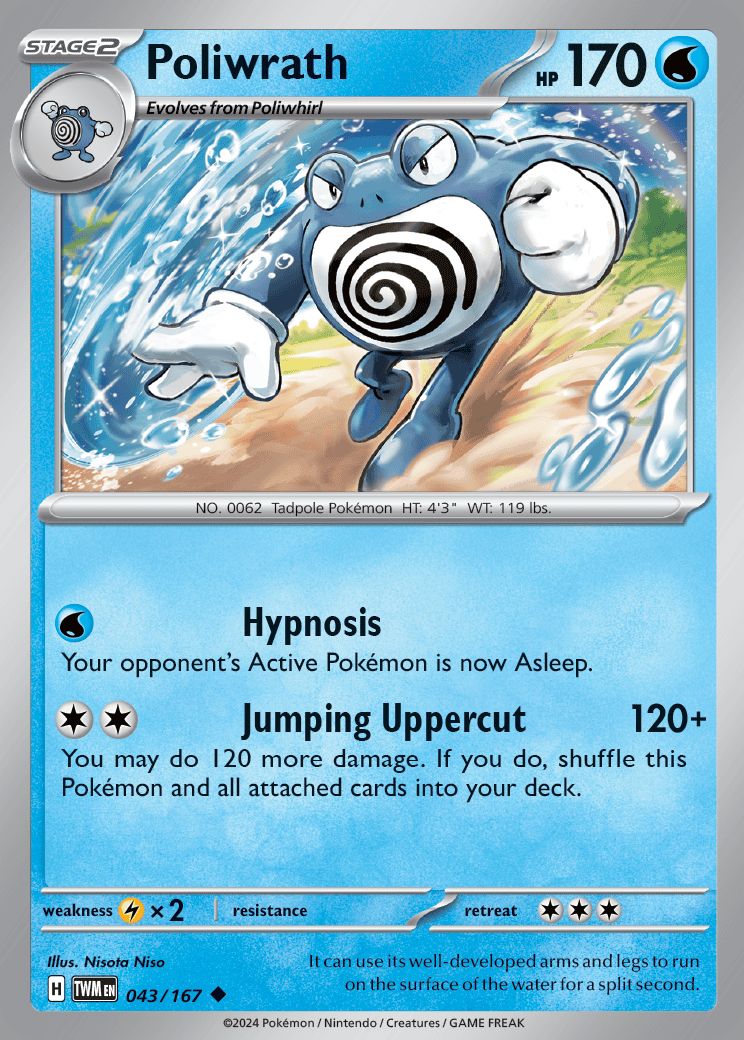 STAGE2
Poliwrath
HP 170
Evolves from Poliwhirl
NO. 0062 Tadpole Pokémon HT: 4'3" WT: 119 lbs.
Hypnosis
Your opponent's Active Pokémon is now Asleep.
Jumping Uppercut 120+
You may do 120 more damage. If you do, shuffle this
Pokémon and all attached cards into your deck.
weakness ×2 resistance retreat
Illus. Nisota Niso
It can use its well-developed arms and legs to run
on the surface of the water for a split second.
H TWM EN 043/167
©2024 Pokémon / Nintendo / Creatures / GAME FREAK